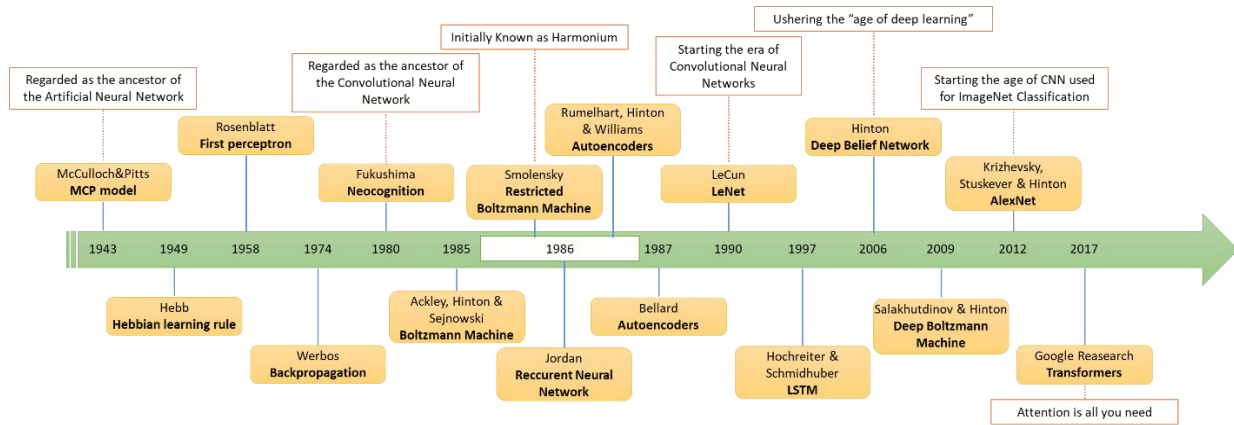 Ushering the “age of deep learning”
Initially Known as Harmonium
Starting the era of
Convolutional Neural
Networks
Regarded as the ancestor of
the Artificial Neural Network
Regarded as the ancestor of
the Convolutional Neural
Network
Starting the age of CNN used
for ImageNet Classification
McCulloch&Pitts
MCP model
Rosenblatt
First perceptron
Fukushima
Neocognition
Smolensky
Restricted
Boltzmann Machine
Rumelhart, Hinton
& Williams
Autoencoders
LeCun
LeNet
Hinton
Deep Belief Network
Krizhevsky,
Stuskever & Hinton
AlexNet
1943 1949 1958 1974 1980 1985 1986 1987 1990 1997 2006 2009 2012 2017
Hebb
Hebbian learning rule
Werbos
Backpropagation
Ackley, Hinton &
Sejnowski
Boltzmann Machine
Jordan
Reccurent Neural
Network
Bellard
Autoencoders
Hochreiter &
Schmidhuber
LSTM
Salakhutdinov & Hinton
Deep Boltzmann
Machine
Google Reasearch
Transformers
Attention is all you need